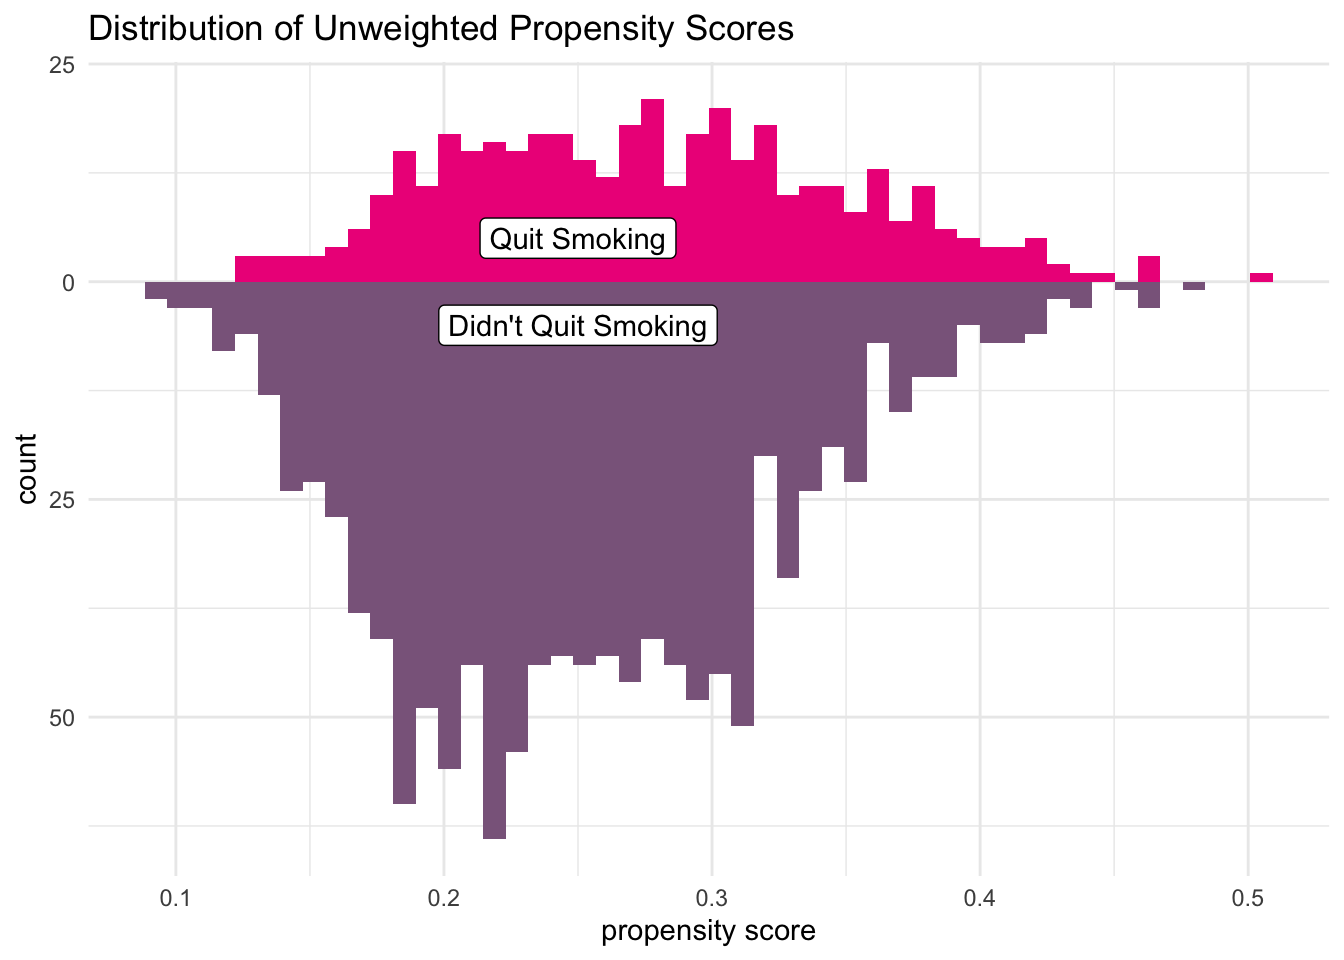 Distribution of Unweighted Propensity Scores
25
0
25
50
count
Quit Smoking
Didn't Quit Smoking
0.1 0.2 0.3 0.4 0.5
propensity score